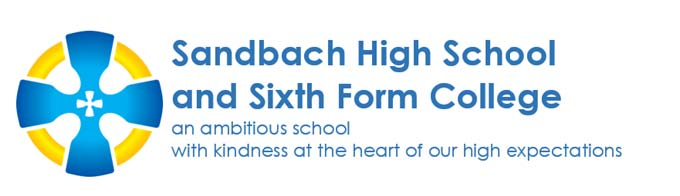 Sandbach High School
and Sixth Form College
an ambitious school
with kindness at the heart of our high expectations